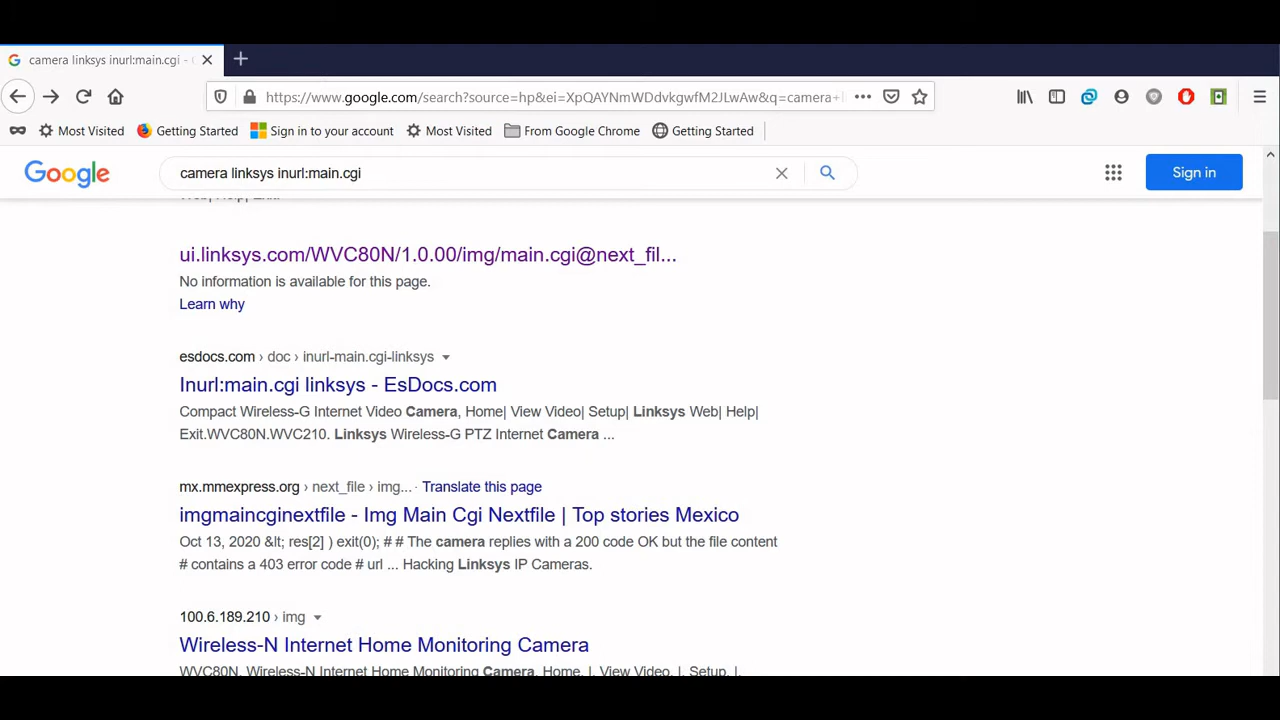 camera linksys inurl:main.cgi -
https://www.google.com/search?source=hp&ei=XpQAYNmWDdvkgwfM2JLwAw&q=camera+l
Most Visited
Getting Started
Sign in to your account
Most Visited
From Google Chrome
Getting Started
Google
camera linksys inurl:main.cgi
Sign in
Web| Help| Exit.
ui.linksys.com/WVC80N/1.0.00/img/main.cgi@next_fil...
No information is available for this page.
Learn why
esdocs.com › doc › inurl-main.cgi-linksys
Inurl:main.cgi linksys - EsDocs.com
Compact Wireless-G Internet Video Camera, Home| View Video| Setup| Linksys Web| Help|
Exit.WVC80N.WVC210. Linksys Wireless-G PTZ Internet Camera ...
mx.mmexpress.org › next_file › img... · Translate this page
imgmaincginextfile - Img Main Cgi Nextfile | Top stories Mexico
Oct 13, 2020 &lt; res[2] ) exit(0); # # The camera replies with a 200 code OK but the file content
# contains a 403 error code # url ... Hacking Linksys IP Cameras.
100.6.189.210 › img
Wireless-N Internet Home Monitoring Camera
WVC80N. Wireless-N Internet Home Monitoring Camera. Home. |. View Video. |. Setup. |.